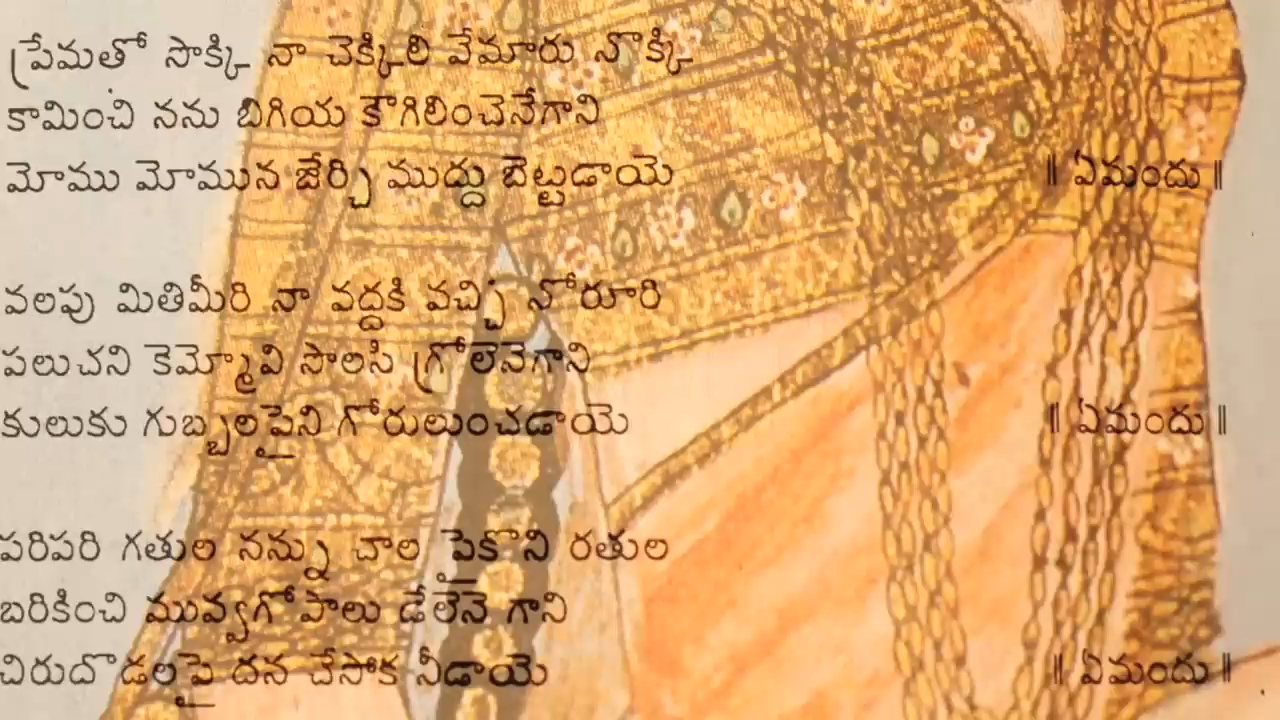 ప్రేమతో సొక్కి నా చెక్కిలి వేమారు నొక్కి
కామించి నను బిగియ కౌగిలించెనేగాని
మోము మోమున జేర్చి ముద్దు బెట్టడాయె ॥ ఏమందు ॥
వలపు మితిమీరి నా వద్దకి వచ్చి నోరూరి
పలుచని కెమ్మోవి సొలసి గ్రోలెనెగాని
కులుకు గుబ్బలపైని గోరులుంచడాయె ॥ ఏమందు ॥
పరిపరి గతుల నన్ను చాల పైకొని రతుల
బరికించి మువ్వగోపాలు డేలెనె గాని
చిరుదొడలపై దన చేసోక నీడాయె ॥ ఏమందు ॥